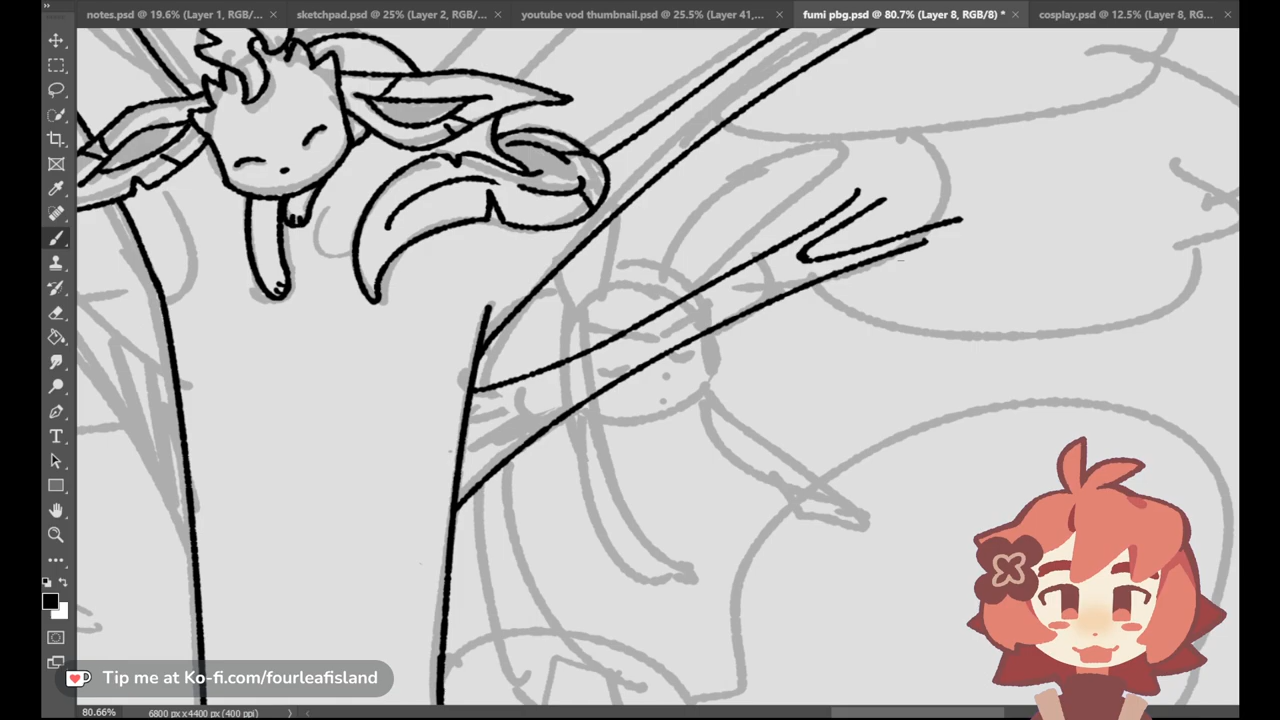 notes.psd @ 19.6% (Layer 1, RGB/...
sketchpad.psd @ 25% (Layer 2, RGB/...
youtube vod thumbnail.psd @ 25.5% (Layer 41,...
fumi pbg.psd @ 80.7% (Layer 8, RGB/8) *
cosplay.psd @ 12.5% (Layer 8, RG...
Tip me at Ko-fi.com/fourleafisland
80.66%
6800 px x 4400 px (400 ppi)